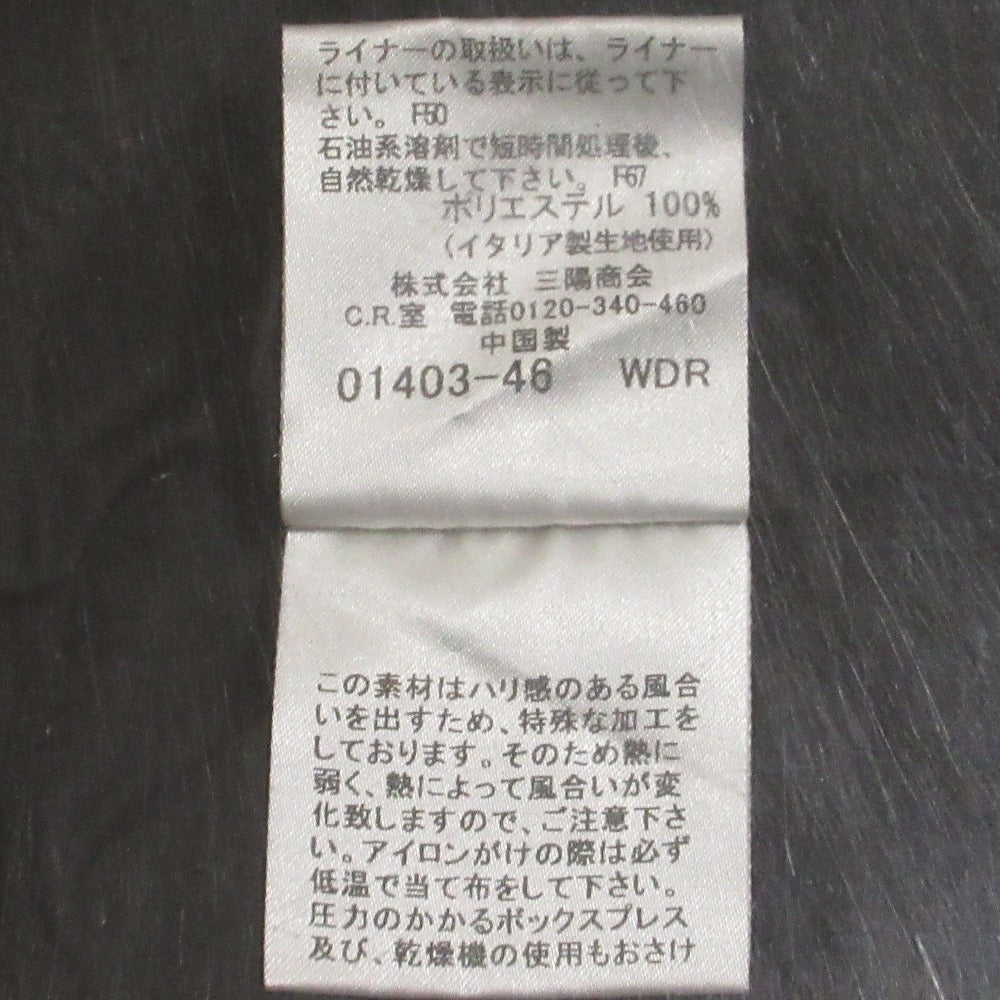 ライナーの取扱いは、ライナー
に付いている表示に従って下
さい。 F50
石油系溶剤で短時間処理後、
自然乾燥して下さい。 F67
ポリエステル 100%
（イタリア製生地使用）
株式会社 三陽商会
C.R.室 電話0120-340-460
中国製
01403-46 WDR
この素材はハリ感のある風合
いを出すため、特殊な加工を
しております。そのため熱に
弱く、熱によって風合いが変
化致しますので、ご注意下さ
い。アイロンがけの際は必ず
低温で当て布をして下さい。
圧力のかかるボックスプレス
及び、乾燥機の使用もおさけ